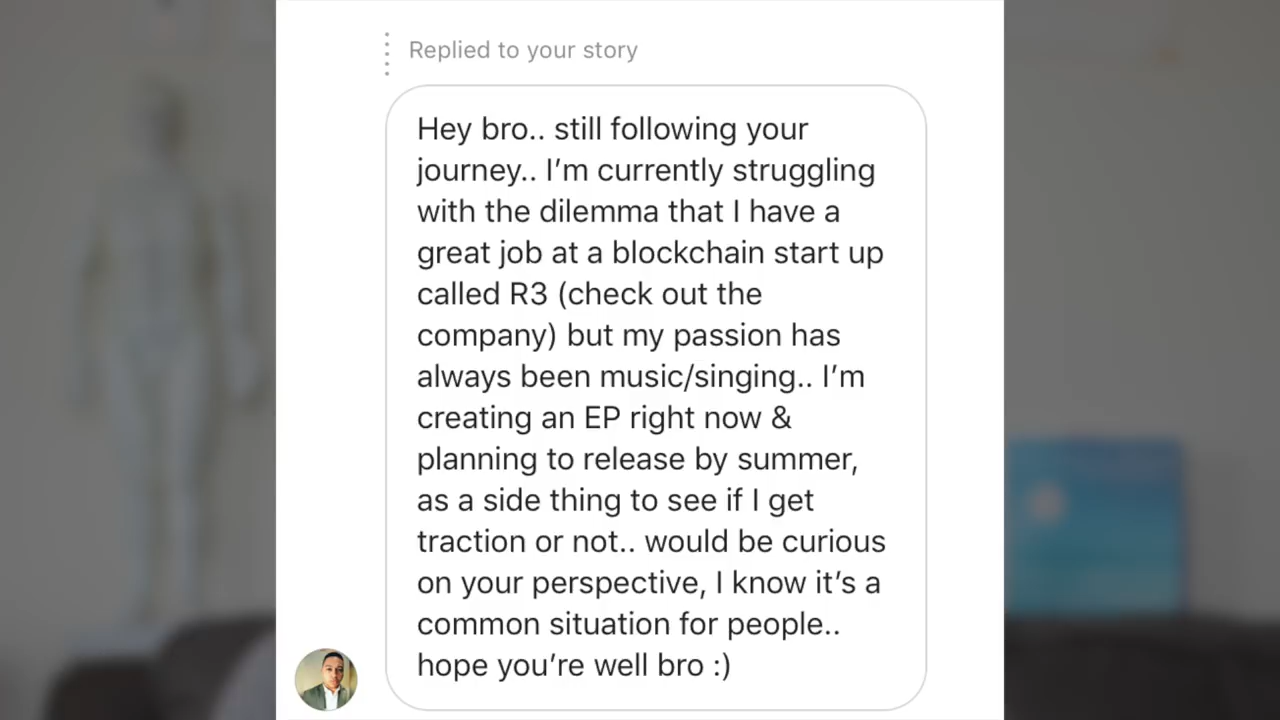 Replied to your story
Hey bro.. still following your
journey.. I’m currently struggling
with the dilemma that I have a
great job at a blockchain start up
called R3 (check out the
company) but my passion has
always been music/singing.. I’m
creating an EP right now &
planning to release by summer,
as a side thing to see if I get
traction or not.. would be curious
on your perspective, I know it’s a
common situation for people..
hope you’re well bro :)